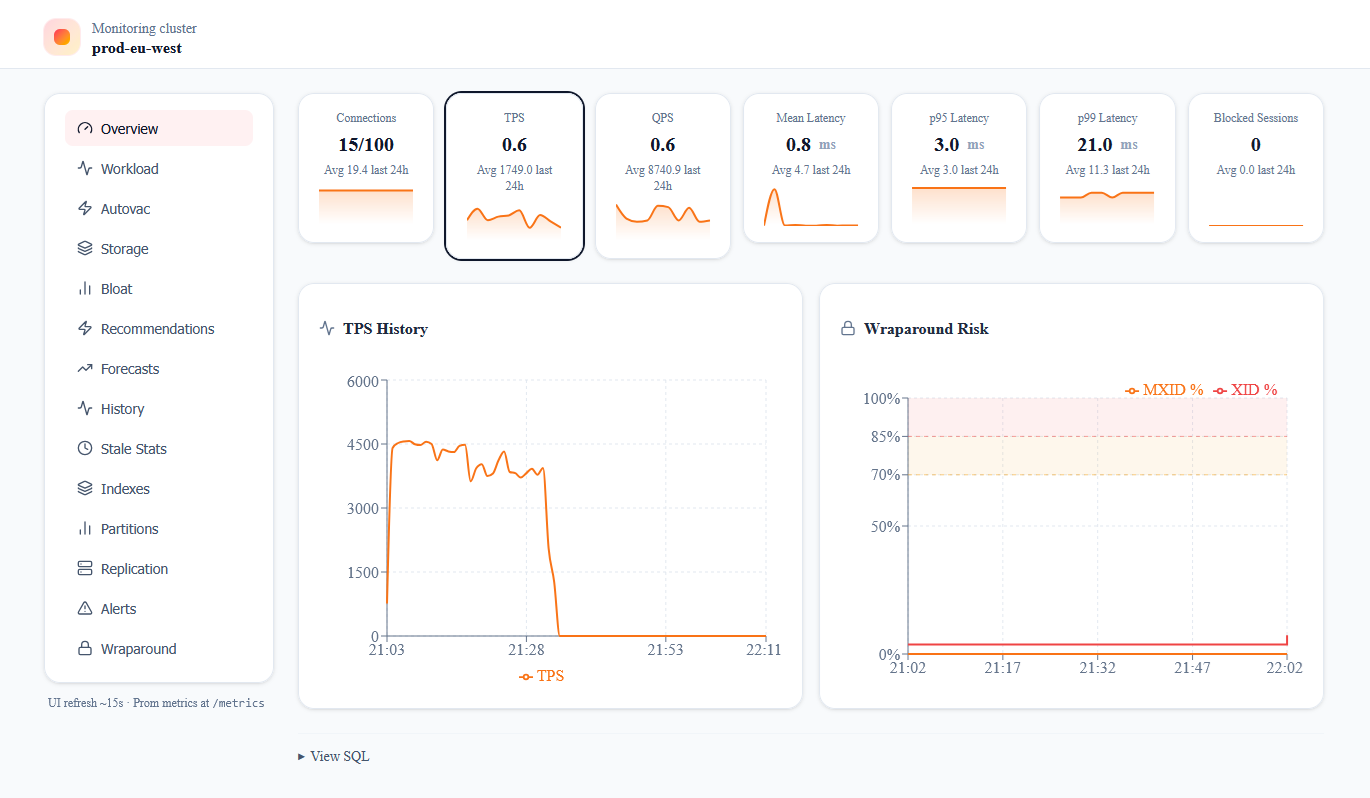 Monitoring cluster
prod-eu-west
Overview
Workload
Autovac
Storage
Bloat
Recommendations
Forecasts
History
Stale Stats
Indexes
Partitions
Replication
Alerts
Wraparound
UI refresh ~15s · Prom metrics at /metrics
Connections
15/100
Avg 19.4 last 24h
TPS
0.6
Avg 1749.0 last
24h
QPS
0.6
Avg 8740.9 last
24h
Mean Latency
0.8 ms
Avg 4.7 last 24h
p95 Latency
3.0 ms
Avg 3.0 last 24h
p99 Latency
21.0 ms
Avg 11.3 last 24h
Blocked Sessions
0
Avg 0.0 last 24h
TPS History
6000
4500
3000
1500
0
21:03 21:28 21:53 22:11
TPS
Wraparound Risk
MXID % XID %
100%
85%
70%
50%
0%
21:02 21:17 21:32 21:47 22:02
▸ View SQL